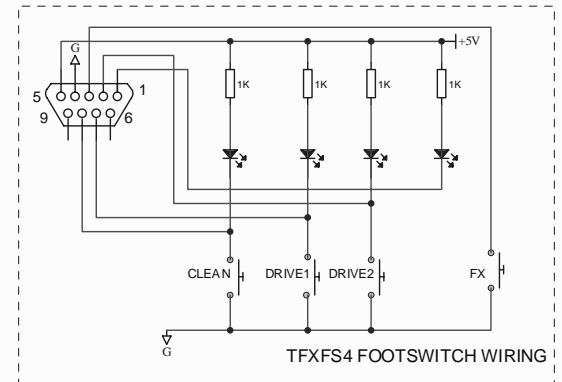 G
+5V
1K
1K
1K
1K
5
1
9
6
CLEAN
DRIVE1
DRIVE2
FX
G
TFXFS4 FOOTSWITCH WIRING